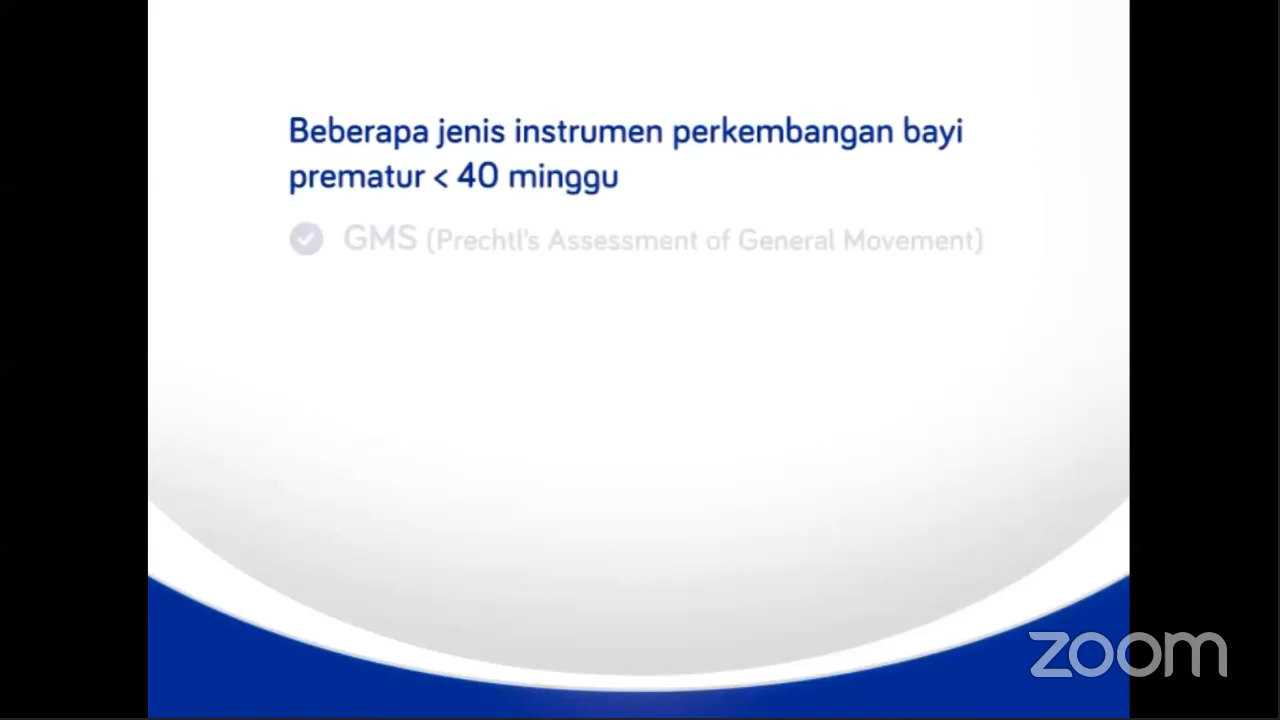 Beberapa jenis instrumen perkembangan bayi
prematur < 40 minggu
GMS (Prechtl's Assessment of General Movement)
zoom